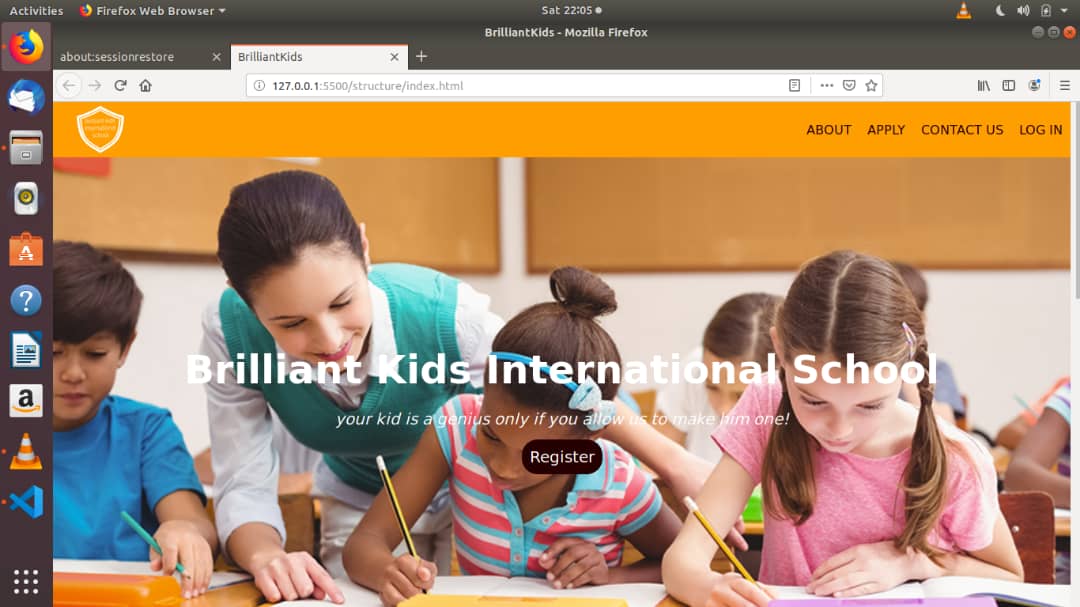 Activities
Firefox Web Browser
Sat 22:05
BrilliantKids - Mozilla Firefox
about:sessionrestore
BrilliantKids
127.0.0.1:5500/structure/index.html
ABOUT
APPLY
CONTACT US
LOG IN
Brilliant Kids International School
your kid is a genius only if you allow us to make him one!
Register